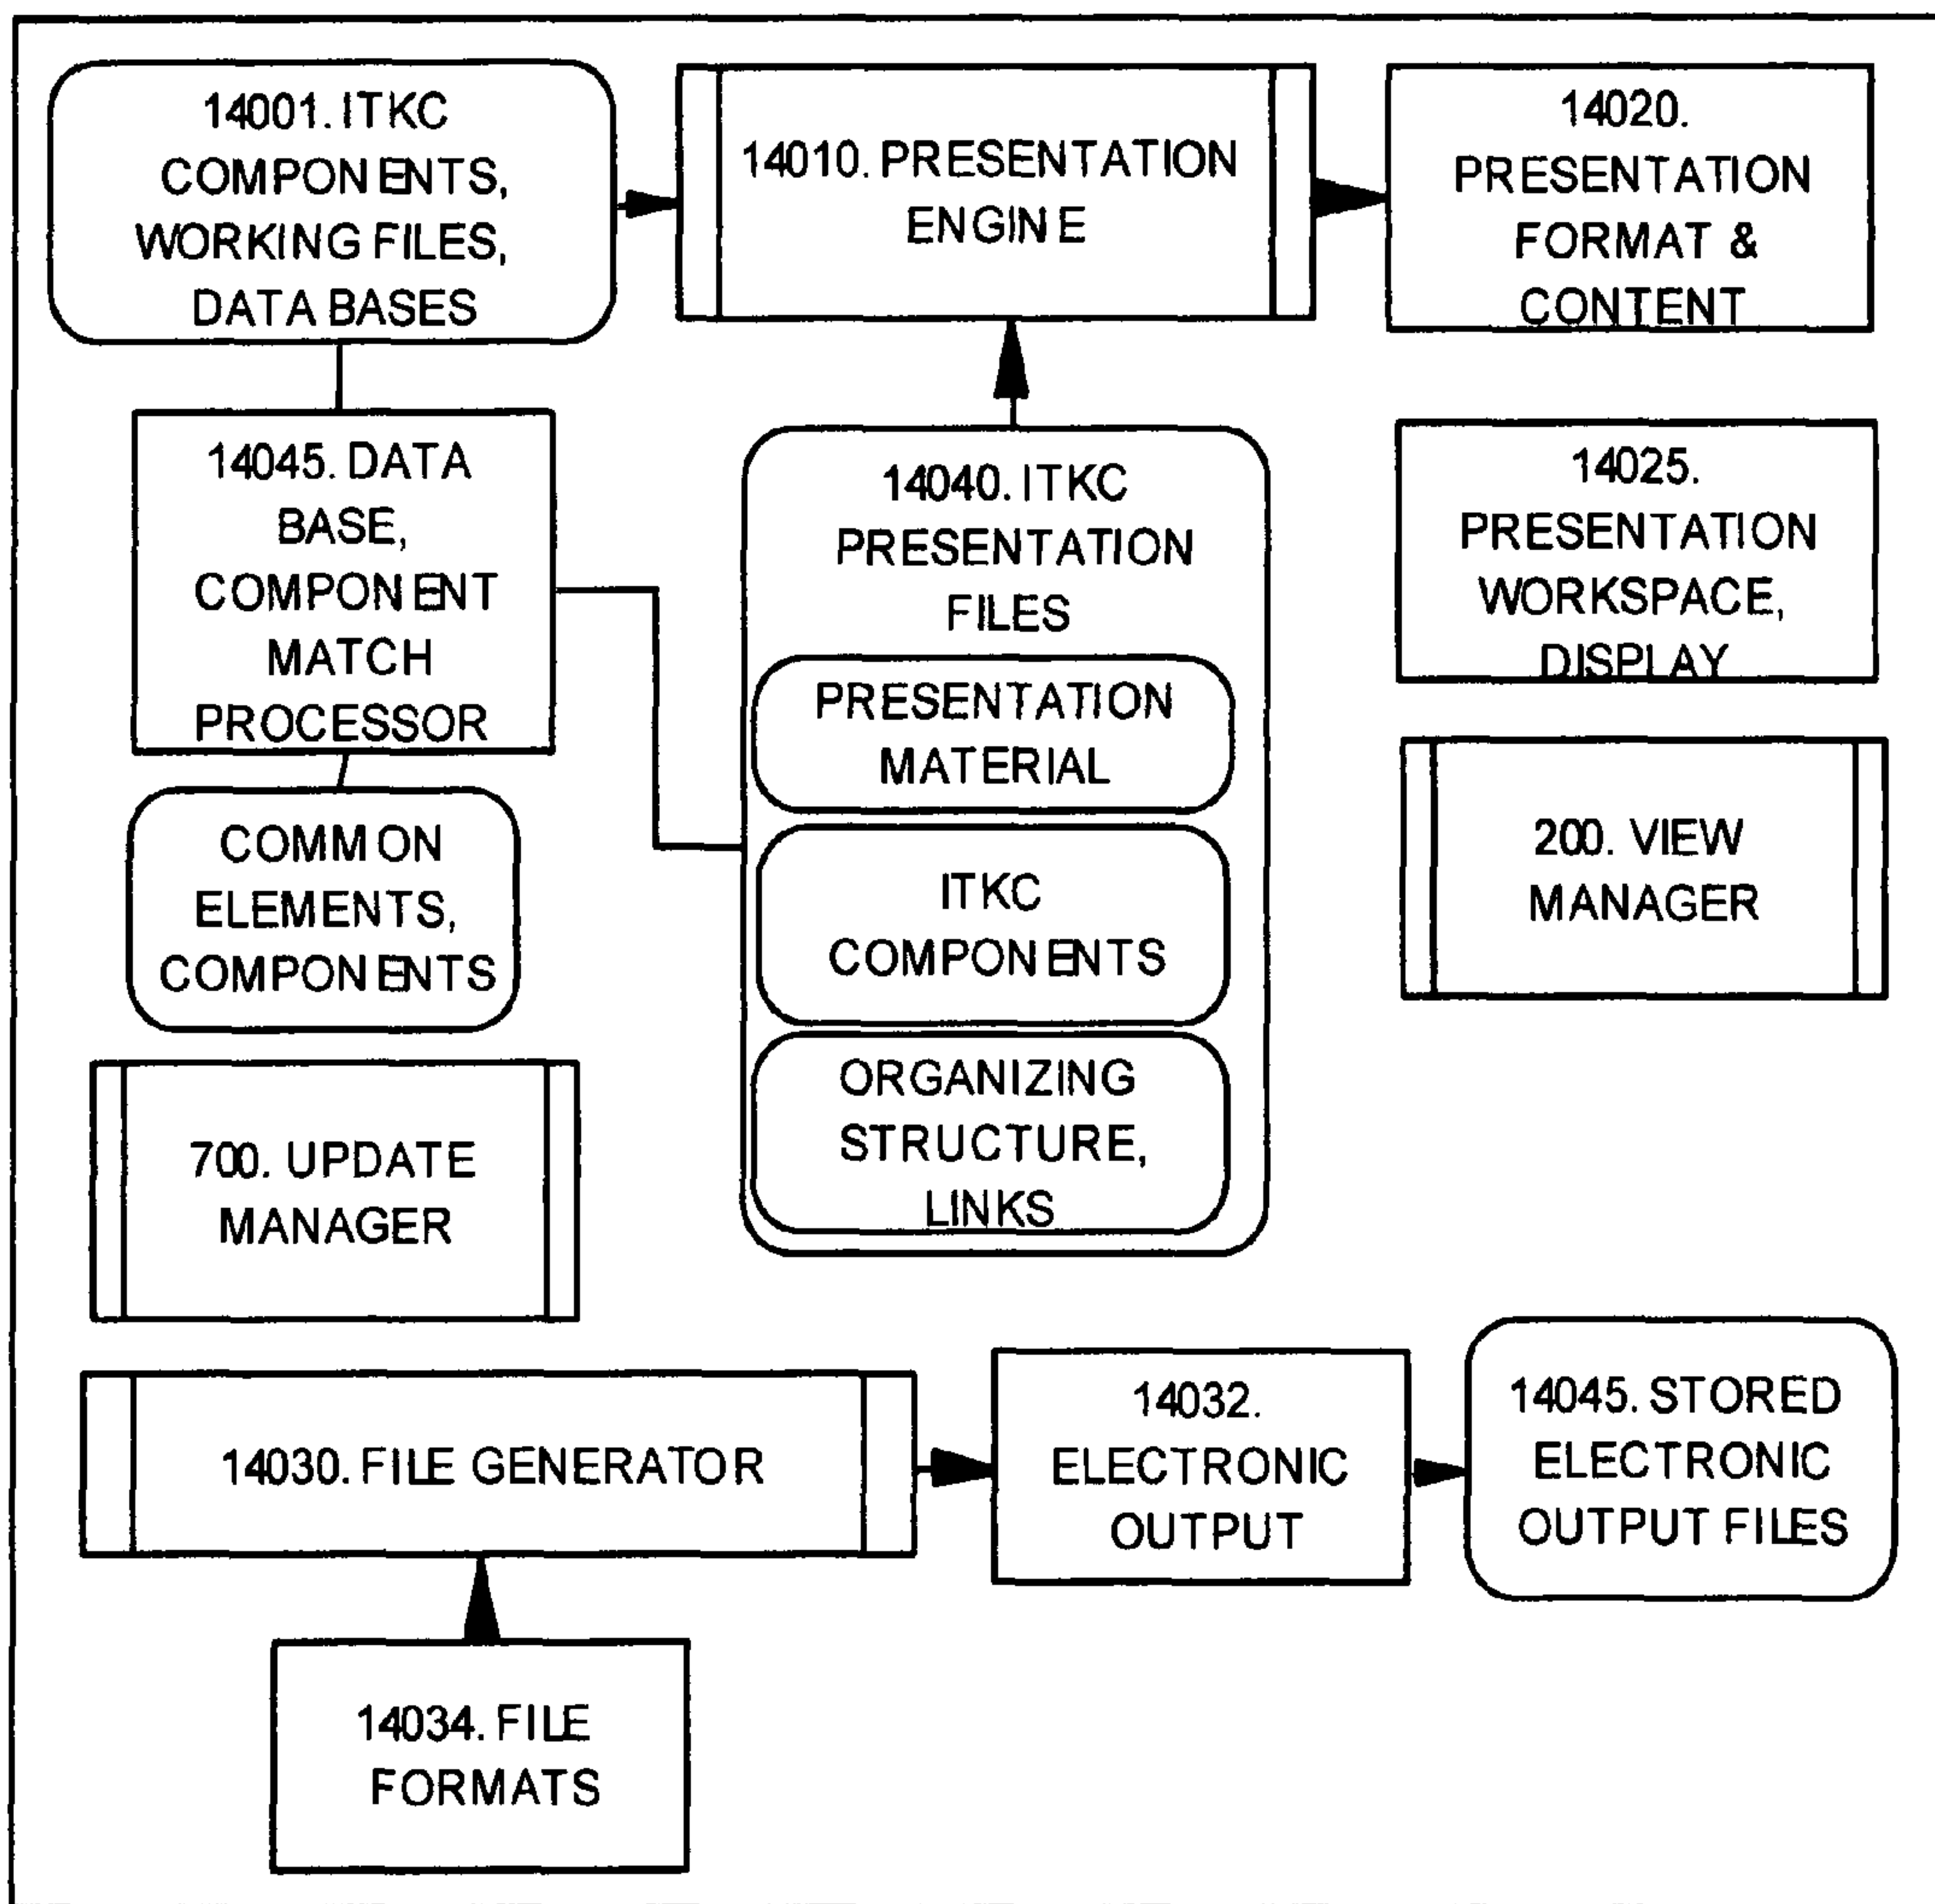 14001. ITKC
COMPONENTS,
WORKING FILES,
DATA BASES
14010. PRESENTATION
ENGINE
14020.
PRESENTATION
FORMAT &
CONTENT
14045. DATA
BASE,
COMPONENT
MATCH
PROCESSOR
14040. ITKC
PRESENTATION
FILES
PRESENTATION
MATERIAL
ITKC
COMPONENTS
ORGANIZING
STRUCTURE,
LINKS
14025.
PRESENTATION
WORKSPACE,
DISPLAY
200. VIEW
MANAGER
COMMON
ELEMENTS,
COMPONENTS
700. UPDATE
MANAGER
14030. FILE GENERATOR
14032.
ELECTRONIC
OUTPUT
14045. STORED
ELECTRONIC
OUTPUT FILES
14034. FILE
FORMATS